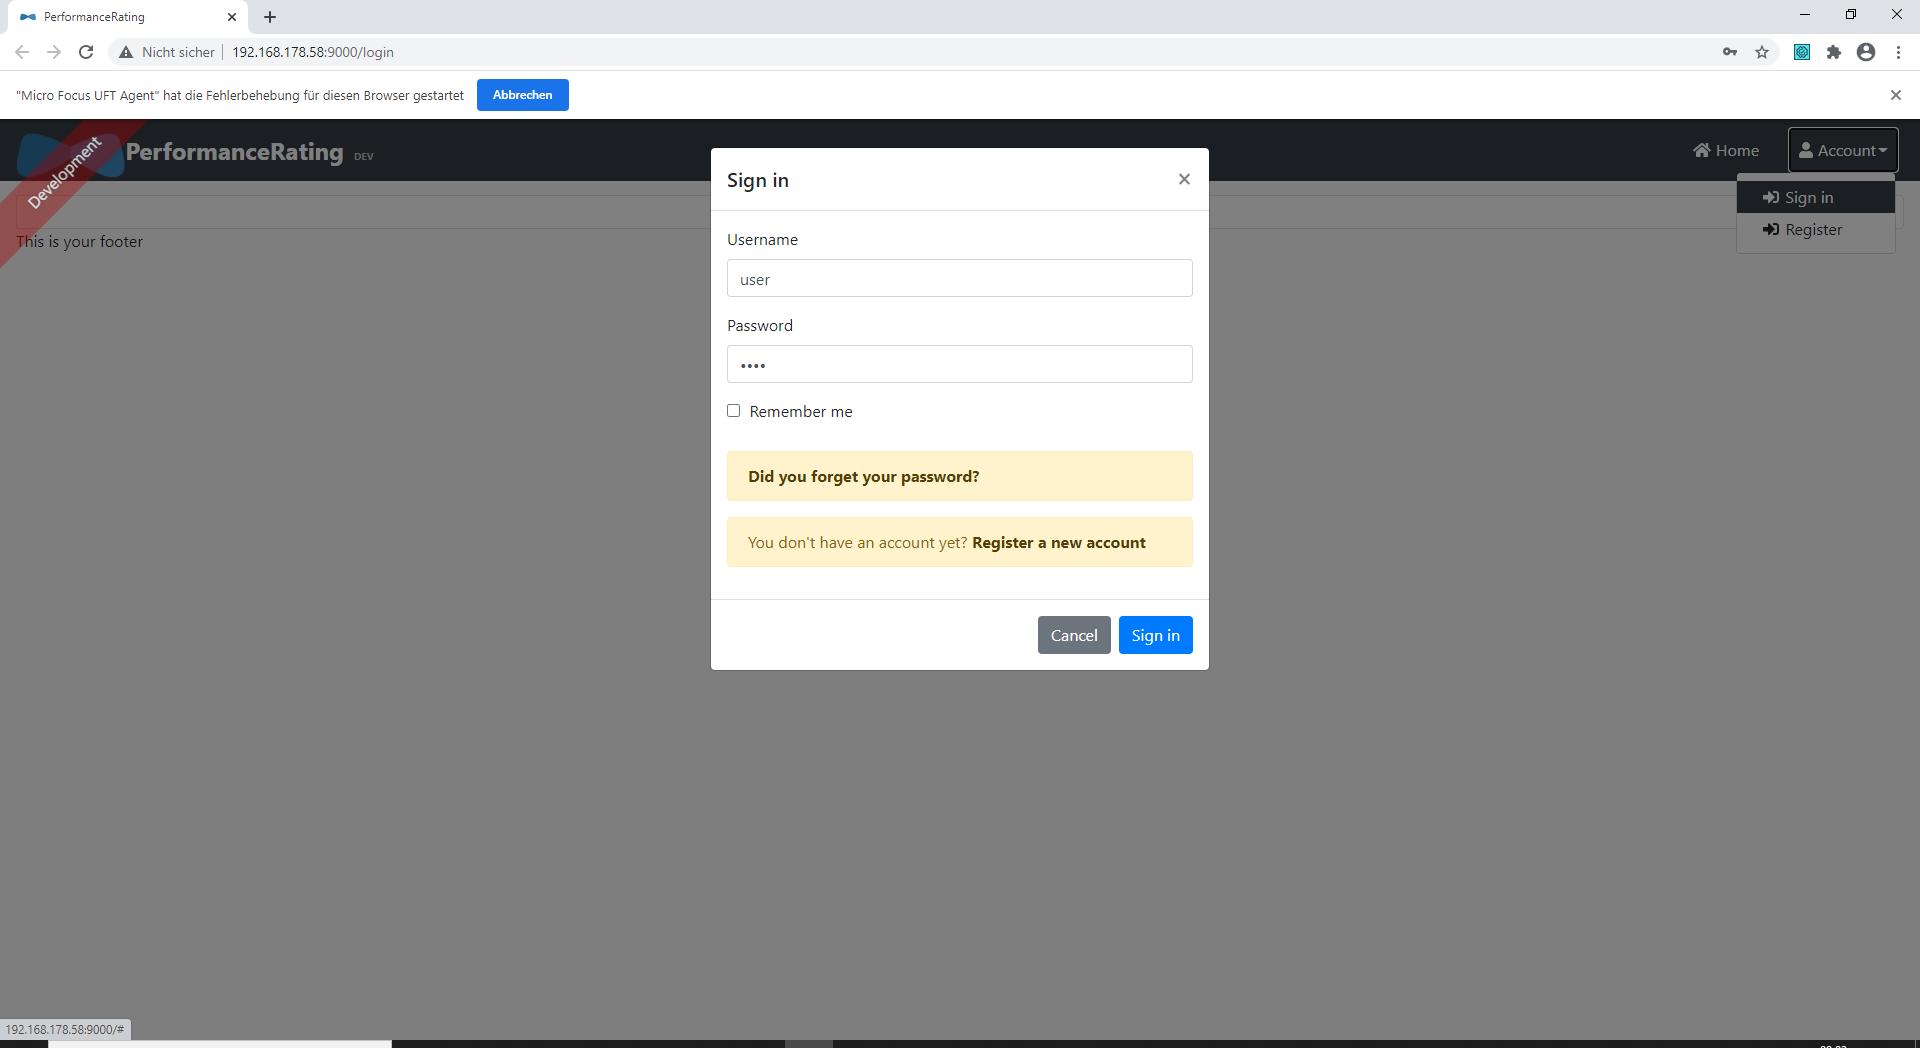 PerformanceRating
Nicht sicher
192.168.178.58:9000/login
"Micro Focus UFT Agent" hat die Fehlerbehebung für diesen Browser gestartet
Abbrechen
Development
PerformanceRating DEV
Home
Account
Sign in
Register
This is your footer
Sign in
Username
user
Password
••••
Remember me
Did you forget your password?
You don't have an account yet? Register a new account
Cancel
Sign in
192.168.178.58:9000/#